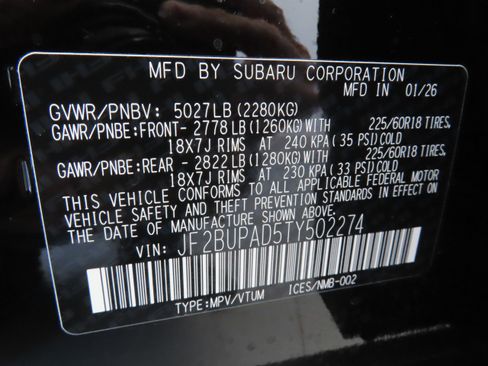 MFD BY SUBARU CORPORATION
MFD IN 01/26
GVWR/PNBV: 5027LB (2280KG)
GAWR/PNBE:FRONT- 2778LB (1260KG)WITH 225/60R18 TIRES,
18X7J RIMS AT 240 KPA ( 35 PSI)COLD
GAWR/PNBE:REAR - 2822LB (1280KG)WITH 225/60R18 TIRES,
18X7J RIMS AT 230 KPA ( 33 PSI)COLD
THIS VEHICLE CONFORMS TO ALL APPLICABLE FEDERAL MOTOR
VEHICLE SAFETY AND THEFT PREVENTION STANDARDS IN EFFECT ON
THE DATE OF MANUFACTURE SHOWN ABOVE.
VIN: JF2BUPAD5TY502274
TYPE:MPV/VTUM ICES/NMB-002